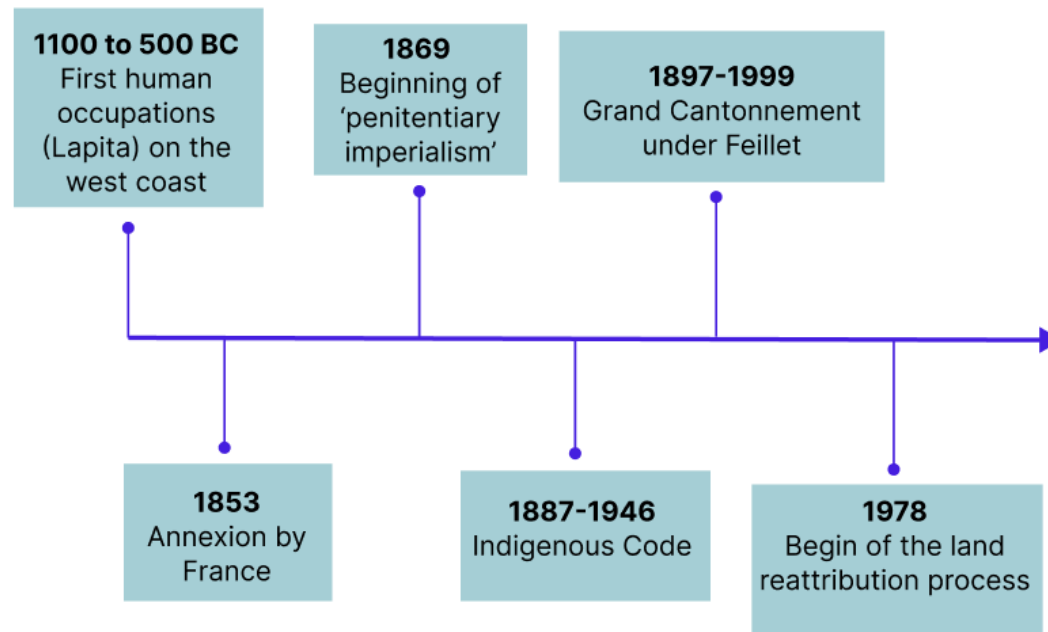 1100 to 500 BC
First human
occupations
(Lapita) on the
west coast
1869
Beginning of
‘penitentiary
imperialism’
1897-1999
Grand Cantonnement
under Feillet
1853
Annexion by
France
1887-1946
Indigenous Code
1978
Begin of the land
reattribution process